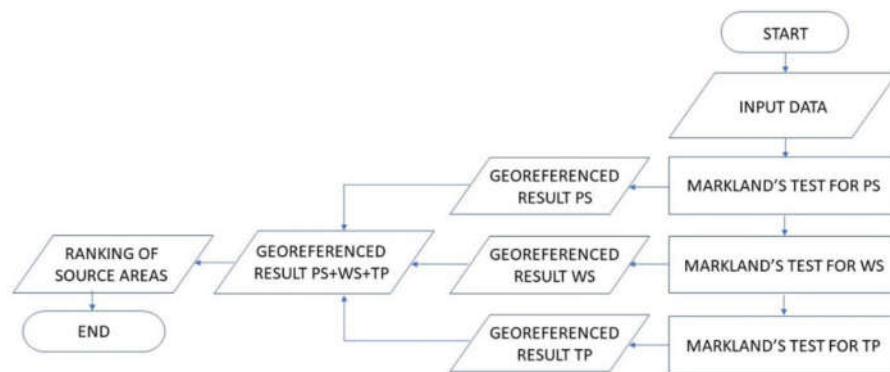 START
INPUT DATA
MARKLAND'S TEST FOR PS
GEOREFERENCED
RESULT PS
MARKLAND'S TEST FOR WS
GEOREFERENCED
RESULT WS
MARKLAND'S TEST FOR TP
GEOREFERENCED
RESULT TP
GEOREFERENCED
RESULT PS+WS+TP
RANKING OF
SOURCE AREAS
END